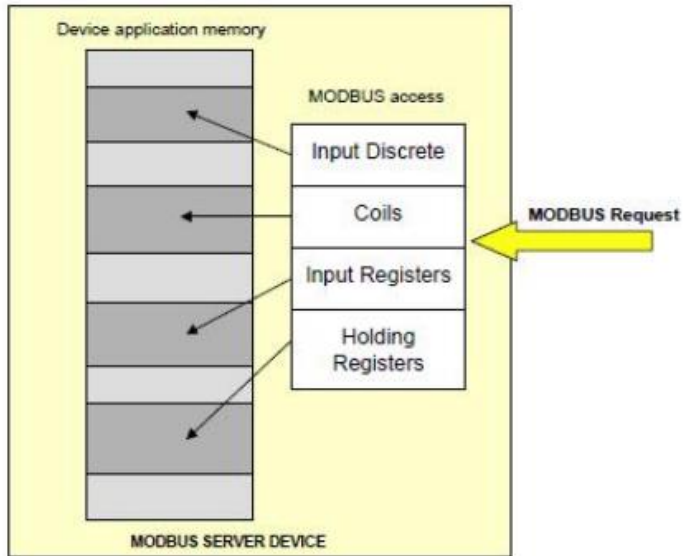 Device application memory
MODBUS access
Input Discrete
Coils
MODBUS Request
Input Registers
Holding
Registers
MODBUS SERVER DEVICE